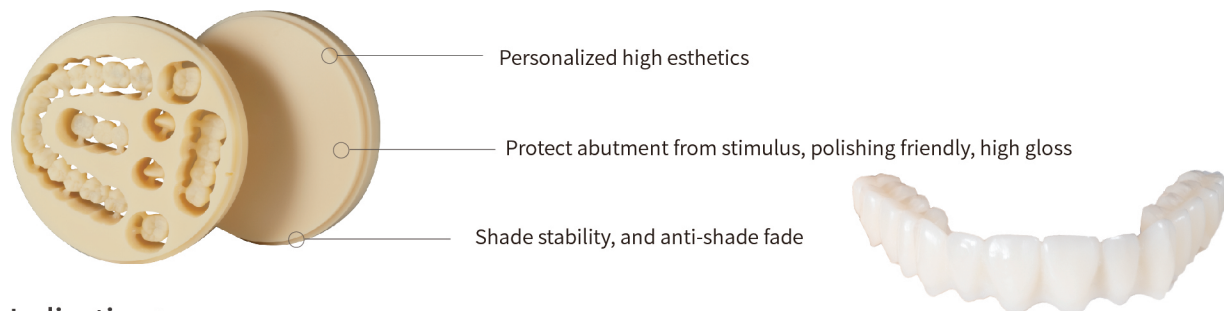 Personalized high esthetics
Protect abutment from stimulus, polishing friendly, high gloss
Shade stability, and anti-shade fade